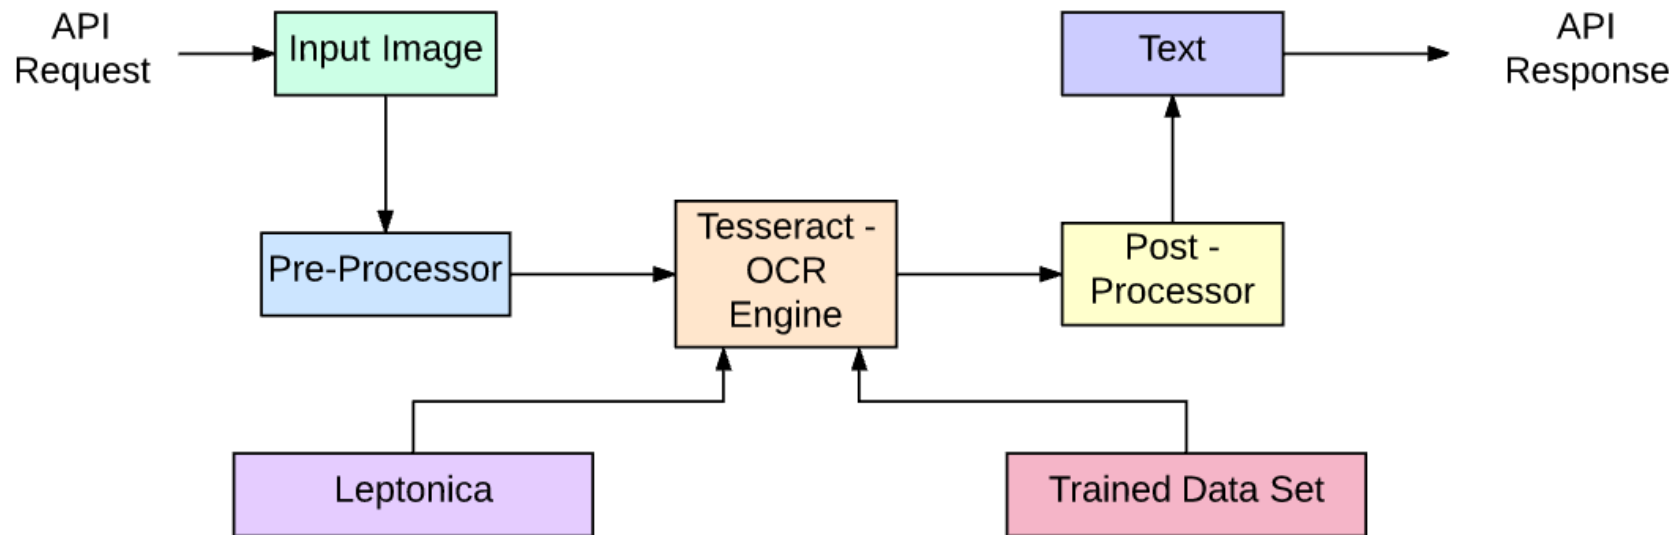 API
Request
Input Image
Text
API
Response
Pre-Processor
Tesseract -
OCR
Engine
Post -
Processor
Leptonica
Trained Data Set